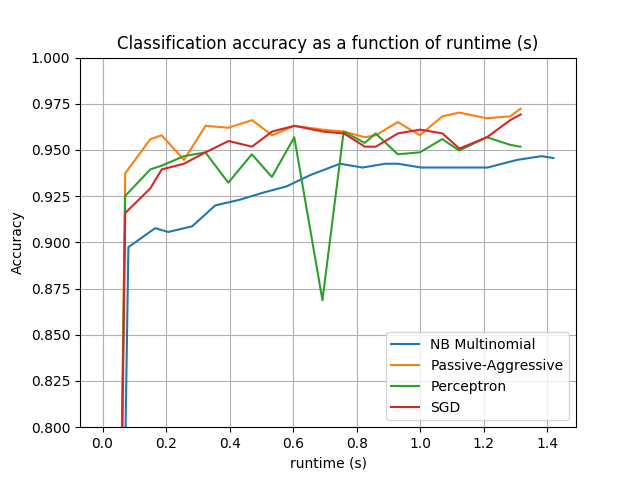 Classification accuracy as a function of runtime (s)
1.000
0.975
0.950
0.925
0.900
0.875
0.850
0.825
0.800
Accuracy
0.0 0.2 0.4 0.6 0.8 1.0 1.2 1.4
runtime (s)
NB Multinomial
Passive-Aggressive
Perceptron
SGD